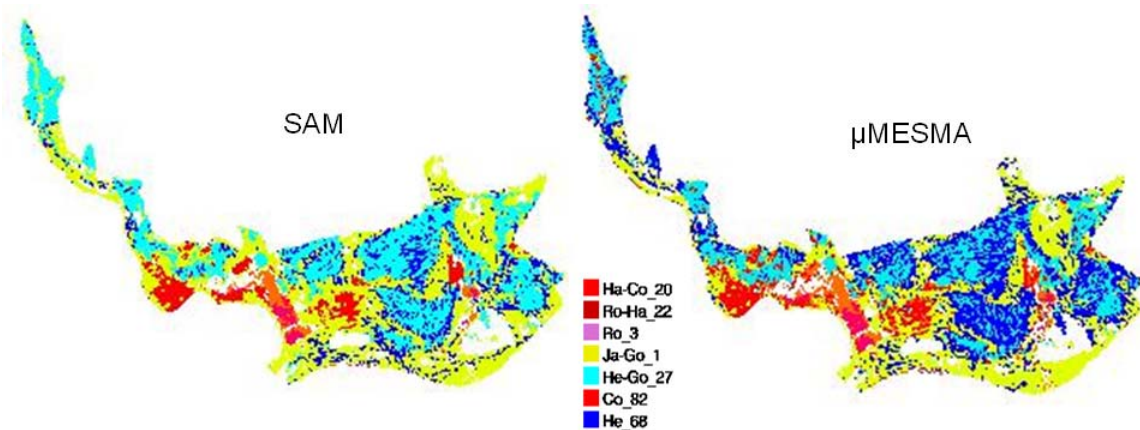 SAM
μMESMA
Ha-Co_20
Ro-Ha_22
Ro_3
Ja-Go_1
He-Go_27
Co_82
He_68